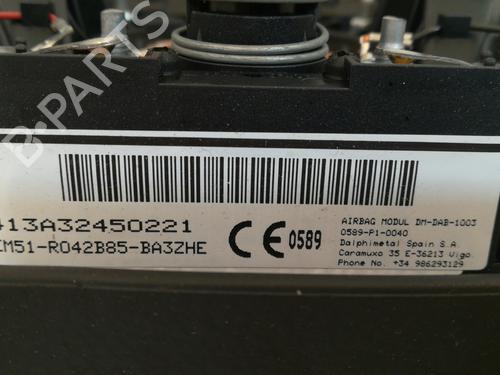 413A32450221
EM51-R042B85-BA3ZHE
CE 0589
AIRBAG MODUL DM-DAB-1003
0589-P1-0040
Dalphimetal Spain S.A.
Caramuxo 35 E-36213 Vigo.
Phone No. +34 986293129
B-PARTS